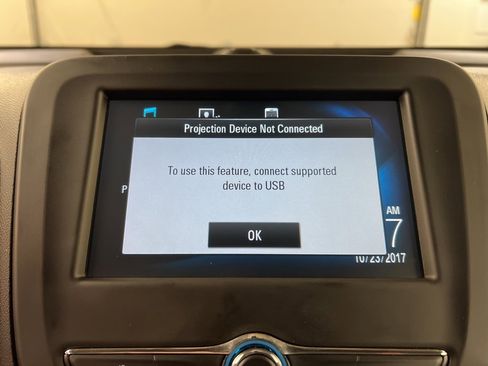 Projection Device Not Connected
To use this feature, connect supported
device to USB
P
OK
AM
7
10/23/2017